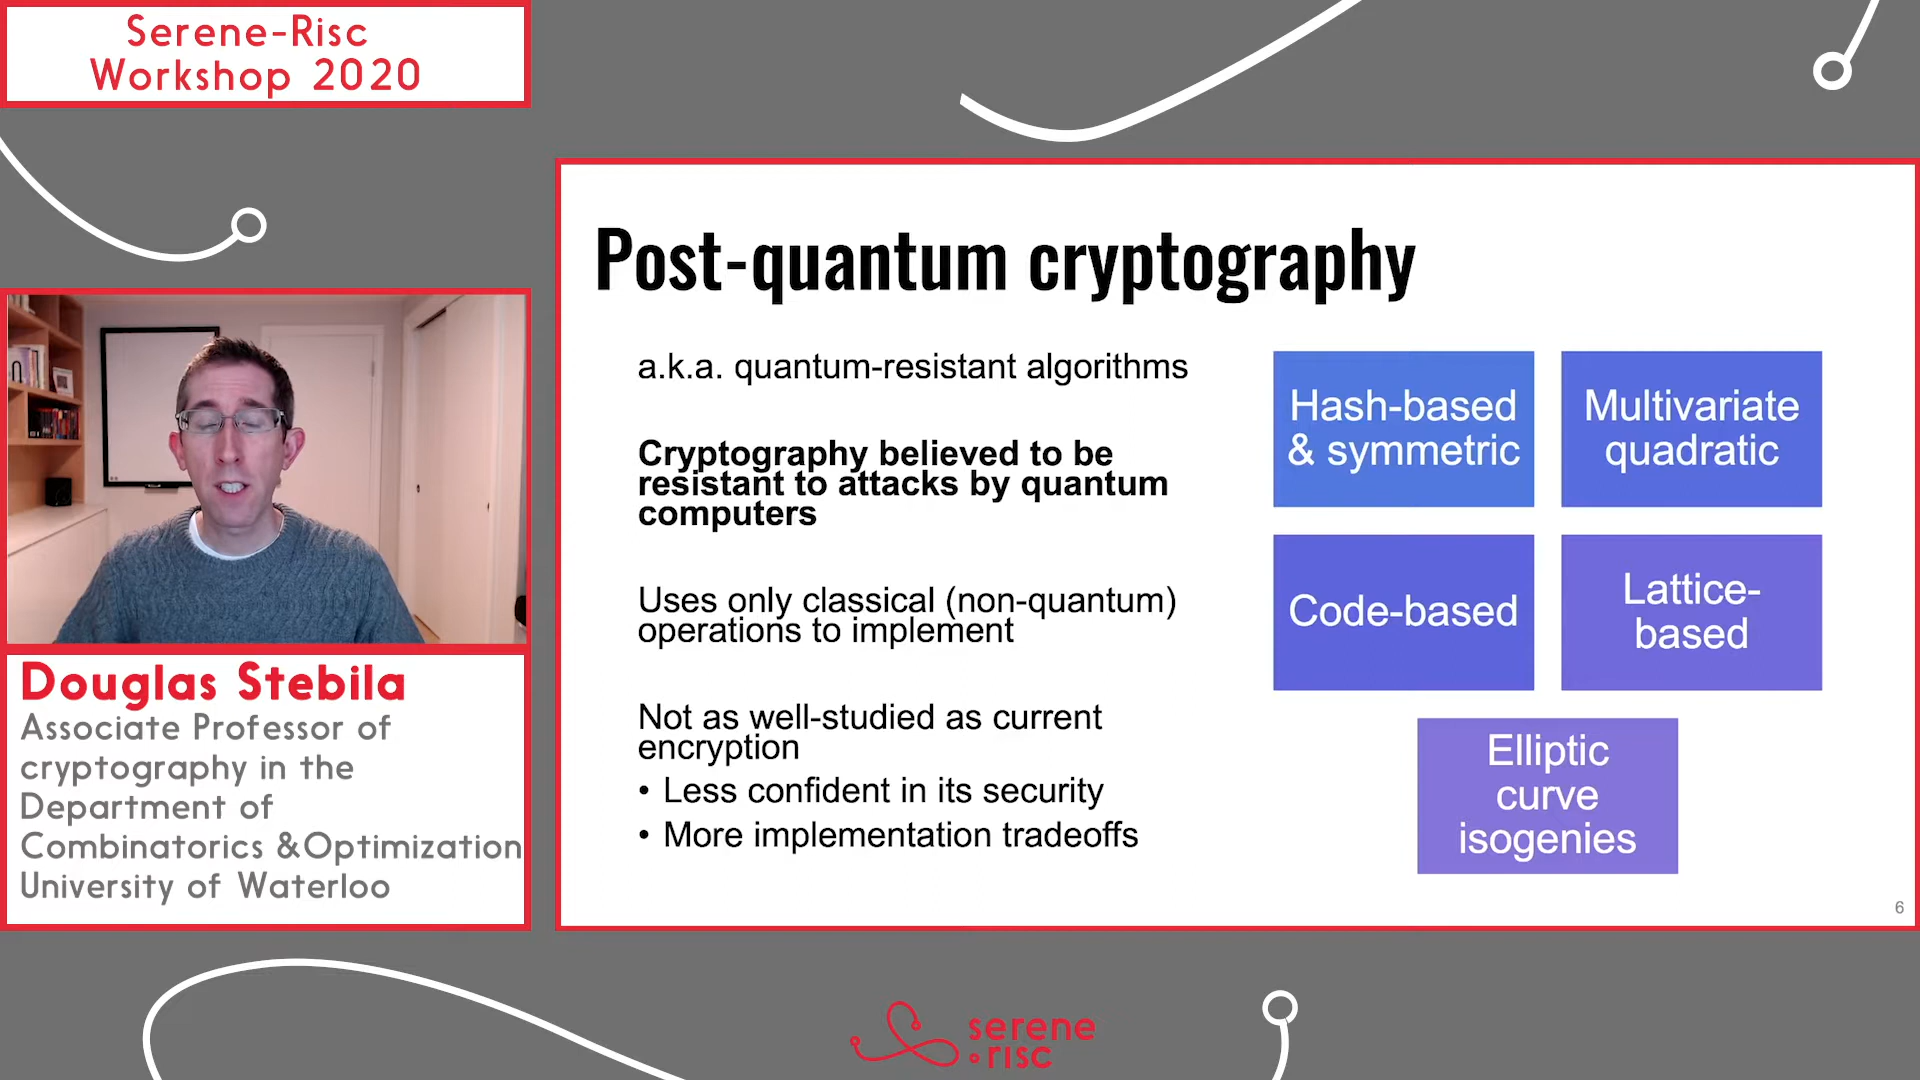 Serene-Risc
Workshop 2020
Douglas Stebila
Associate Professor of
cryptography in the
Department of
Combinatorics &Optimization
University of Waterloo
Post-quantum cryptography
a.k.a. quantum-resistant algorithms
Cryptography believed to be
resistant to attacks by quantum
computers
Uses only classical (non-quantum)
operations to implement
Not as well-studied as current
encryption
• Less confident in its security
• More implementation tradeoffs
Hash-based
& symmetric
Multivariate
quadratic
Code-based
Lattice-
based
Elliptic
curve
isogenies
6
serene
risc